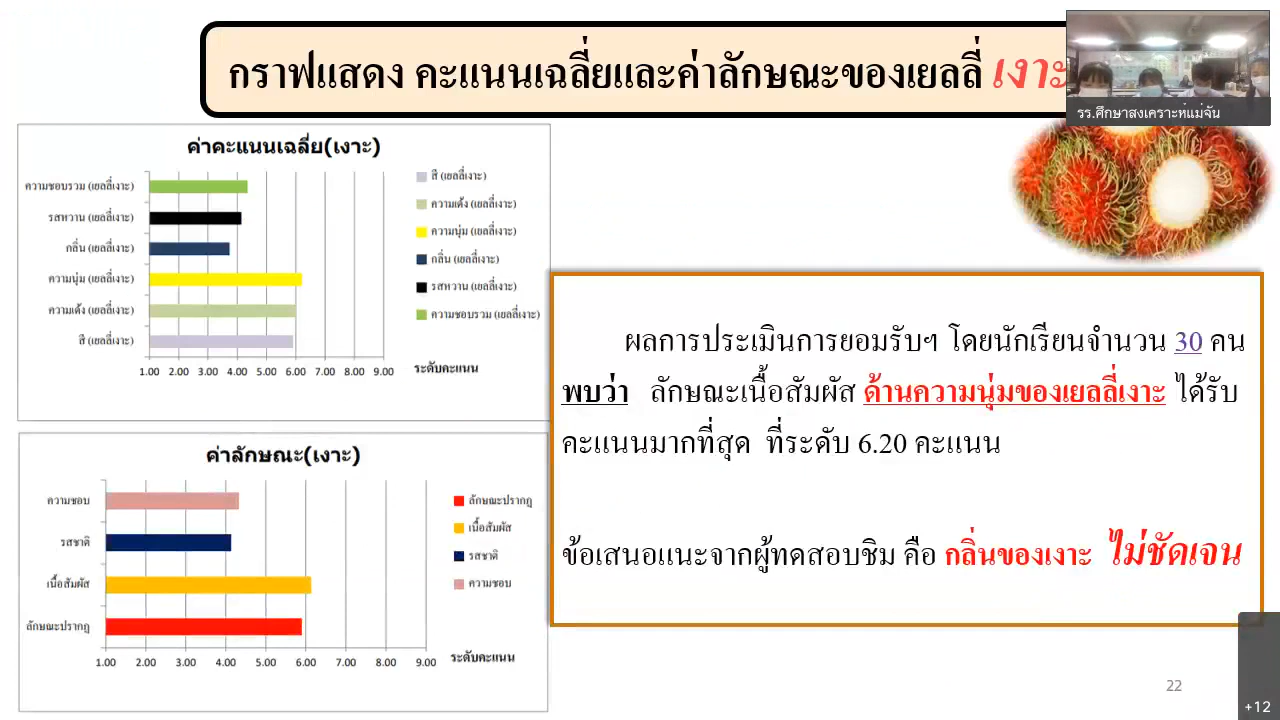 กราฟแสดง คะแนนเฉลี่ยและค่าลักษณะของเยลลี่ เงาะ
รร.ศึกษาสงเคราะห์แม่จัน
ค่าคะแนนเฉลี่ย(เงาะ)
ความชอบรวม (เยลลี่เงาะ)
รสหวาน (เยลลี่เงาะ)
กลิ่น (เยลลี่เงาะ)
ความนุ่ม (เยลลี่เงาะ)
ความเด้ง (เยลลี่เงาะ)
สี (เยลลี่เงาะ)
1.00 2.00 3.00 4.00 5.00 6.00 7.00 8.00 9.00
ระดับคะแนน
สี (เยลลี่เงาะ)
ความเด้ง (เยลลี่เงาะ)
ความนุ่ม (เยลลี่เงาะ)
กลิ่น (เยลลี่เงาะ)
รสหวาน (เยลลี่เงาะ)
ความชอบรวม (เยลลี่เงาะ)
ค่าลักษณะ(เงาะ)
ความชอบ
รสชาติ
เนื้อสัมผัส
ลักษณะปรากฏ
1.00 2.00 3.00 4.00 5.00 6.00 7.00 8.00 9.00
ระดับคะแนน
ลักษณะปรากฏ
เนื้อสัมผัส
รสชาติ
ความชอบ
ผลการประเมินการยอมรับฯ โดยนักเรียนจำนวน 30 คน
พบว่า ลักษณะเนื้อสัมผัส ด้านความนุ่มของเยลลี่เงาะ ได้รับ
คะแนนมากที่สุด ที่ระดับ 6.20 คะแนน
ข้อเสนอแนะจากผู้ทดสอบชิม คือ กลิ่นของเงาะ ไม่ชัดเจน
22
+12